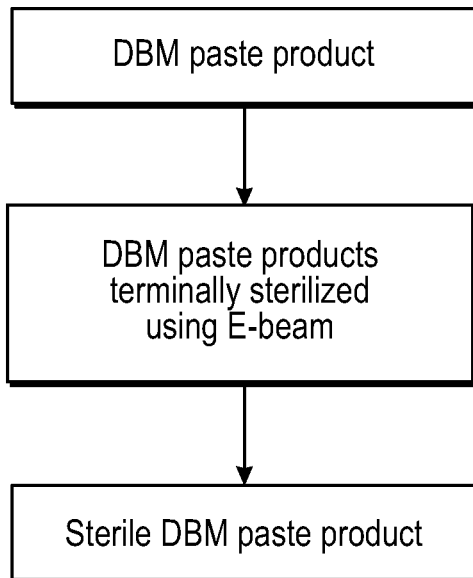 DBM paste product
DBM paste products
terminally sterilized
using E-beam
Sterile DBM paste product